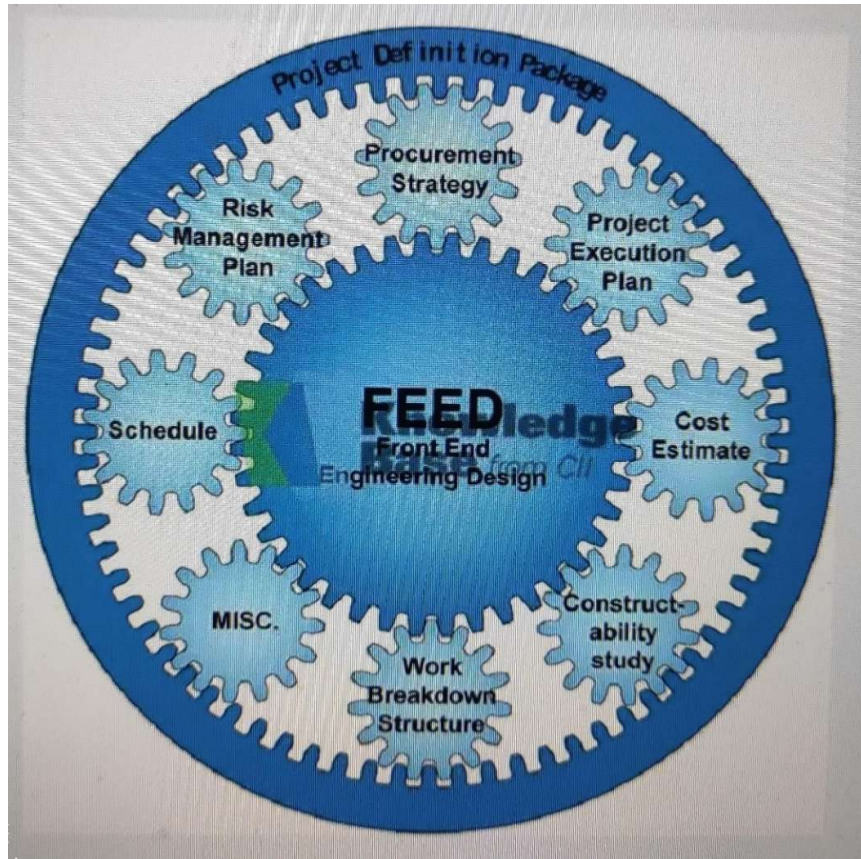 Project Definition Package
Procurement
Strategy
Risk
Management
Plan
Project
Execution
Plan
FEED
Front End
Engineering Design
Knowledge
Base from CII
Schedule
Cost
Estimate
MISC.
Construct-
ability
study
Work
Breakdown
Structure